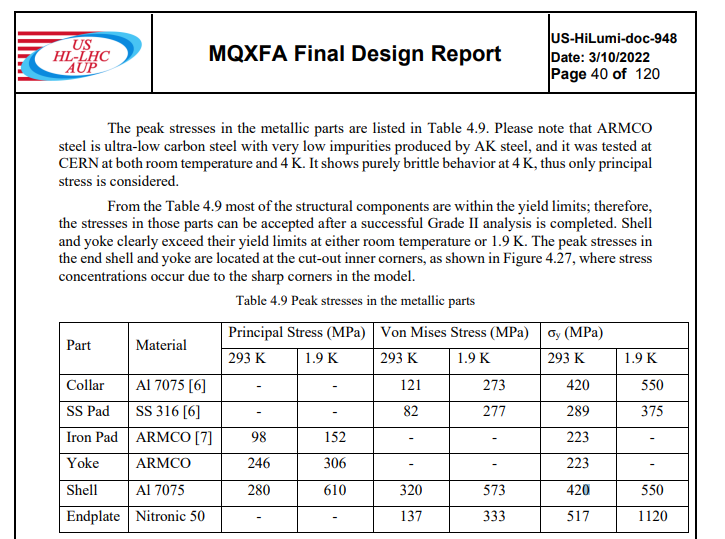 US
HL-LHC
AUP
MQXFA Final Design Report
US-HiLumi-doc-948
Date: 3/10/2022
Page 40 of 120
The peak stresses in the metallic parts are listed in Table 4.9. Please note that ARMCO
steel is ultra-low carbon steel with very low impurities produced by AK steel, and it was tested at
CERN at both room temperature and 4 K. It shows purely brittle behavior at 4 K, thus only principal
stress is considered.
From the Table 4.9 most of the structural components are within the yield limits; therefore,
the stresses in those parts can be accepted after a successful Grade II analysis is completed. Shell
and yoke clearly exceed their yield limits at either room temperature or 1.9 K. The peak stresses in
the end shell and yoke are located at the cut-out inner corners, as shown in Figure 4.27, where stress
concentrations occur due to the sharp corners in the model.
Table 4.9 Peak stresses in the metallic parts
Part Material Principal Stress (MPa) Von Mises Stress (MPa) σy (MPa)
293 K 1.9 K 293 K 1.9 K 293 K 1.9 K
Collar Al 7075 [6] - - 121 273 420 550
SS Pad SS 316 [6] - - 82 277 289 375
Iron Pad ARMCO [7] 98 152 - - 223 -
Yoke ARMCO 246 306 - - 223 -
Shell Al 7075 280 610 320 573 420 550
Endplate Nitronic 50 - - 137 333 517 1120